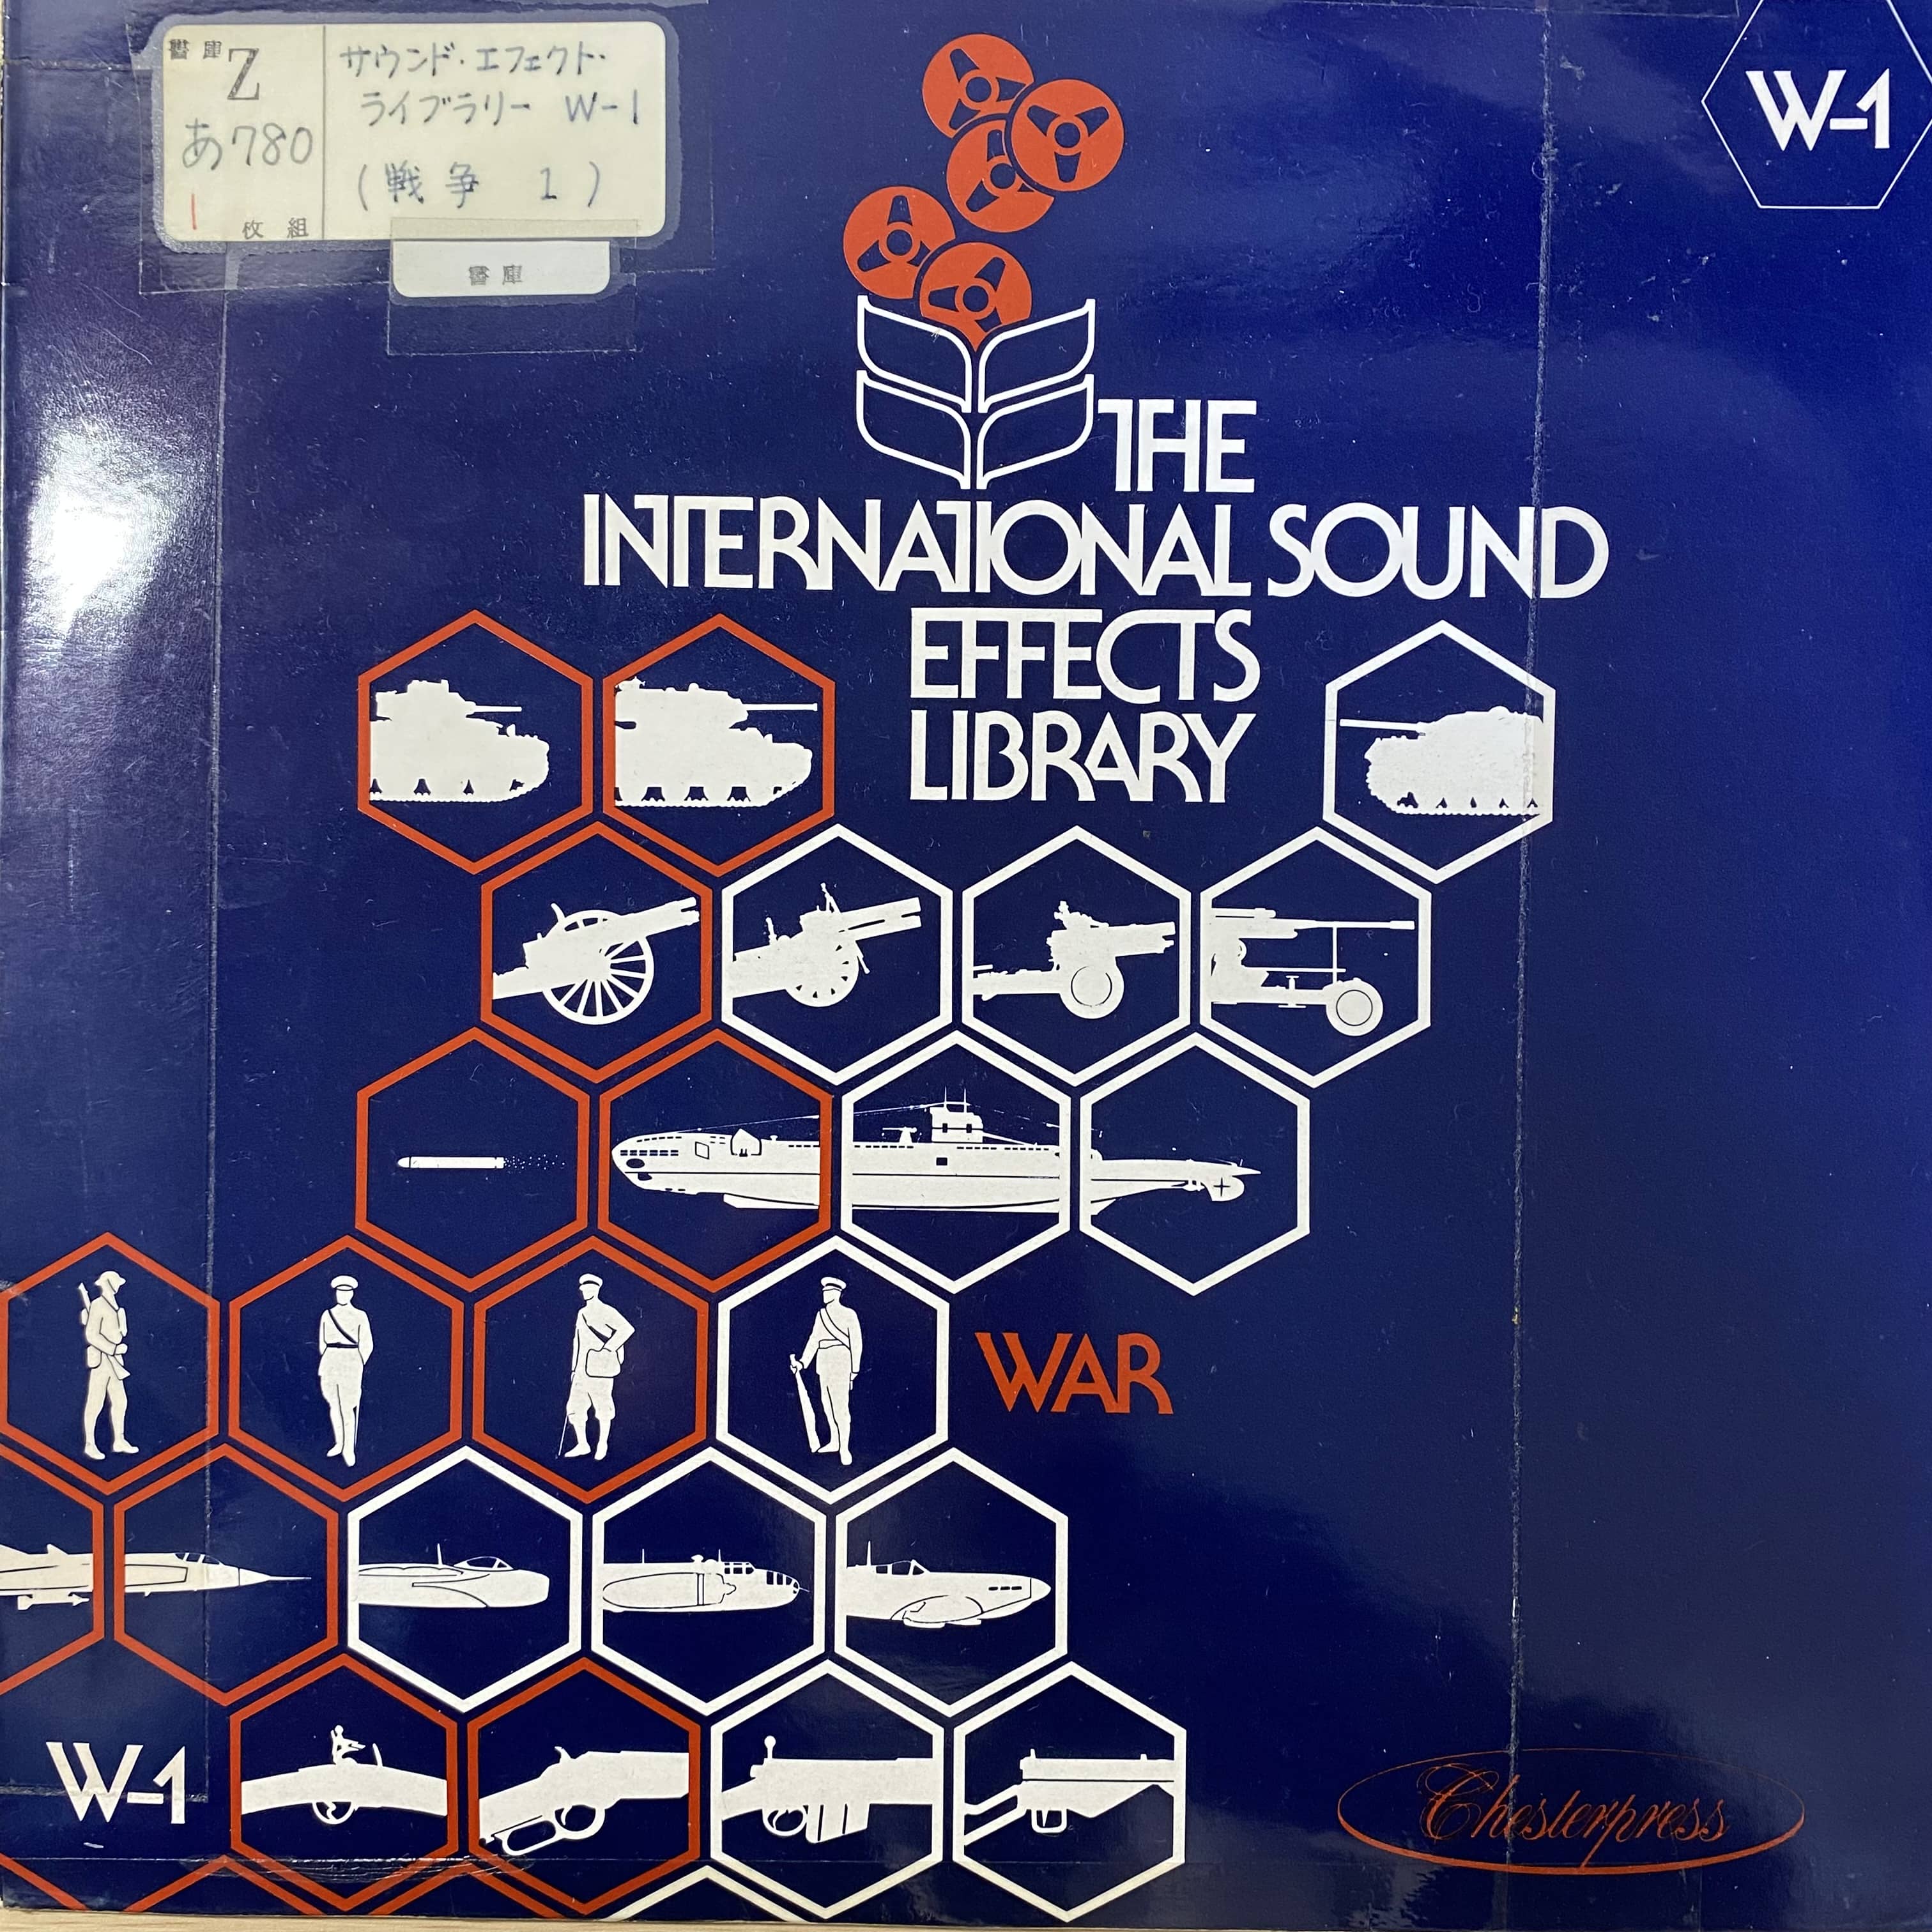 書庫
Z
あ780
1
枚組
サウンド・エフェクト・
ライブラリー W-1
(戦争 1)
書庫
W-1
THE
INTERNATIONAL SOUND
EFFECTS
LIBRARY
WAR
W-1
Chesterpress